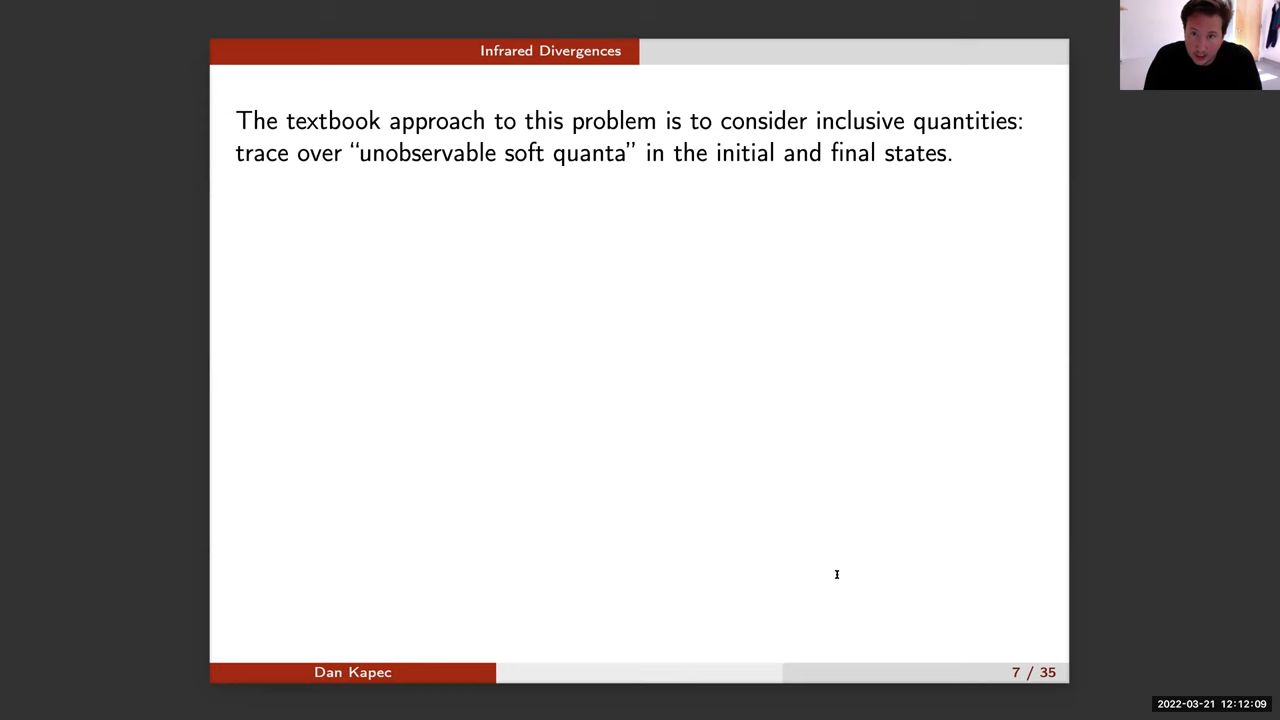 Infrared Divergences
The textbook approach to this problem is to consider inclusive quantities:
trace over “unobservable soft quanta” in the initial and final states.
Dan Kapec
7 / 35
2022-03-21 12:12:09